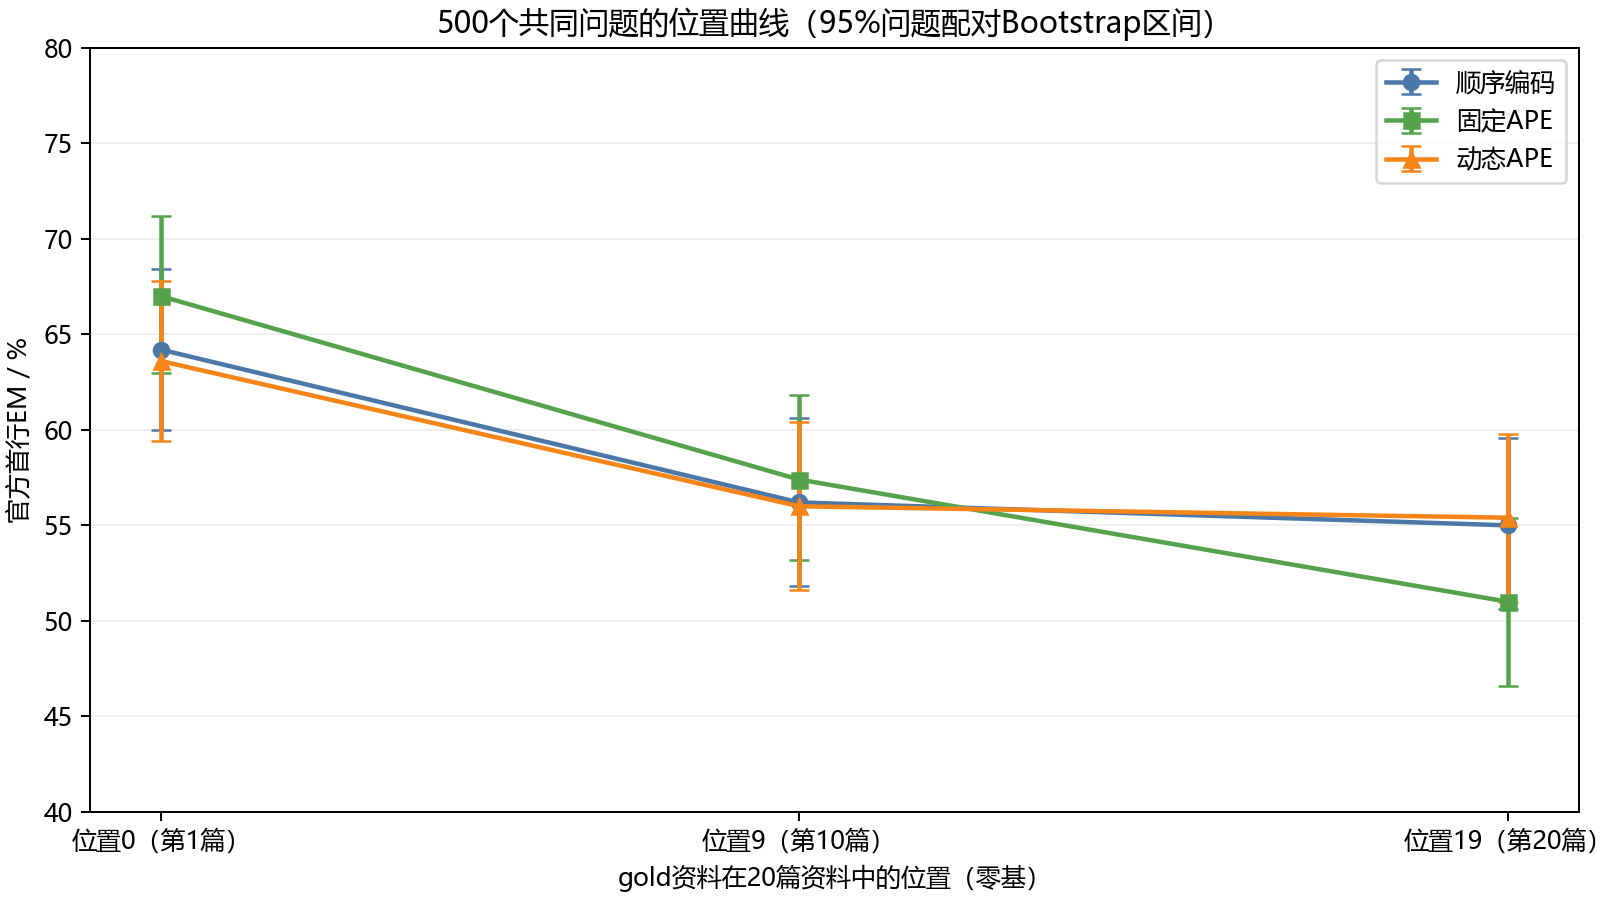 500个共同问题的位置曲线（95%问题配对Bootstrap区间）
顺序编码
固定APE
动态APE
官方首行EM / %
80
75
70
65
60
55
50
45
40
位置0（第1篇）
位置9（第10篇）
位置19（第20篇）
gold资料在20篇资料中的位置（零基）